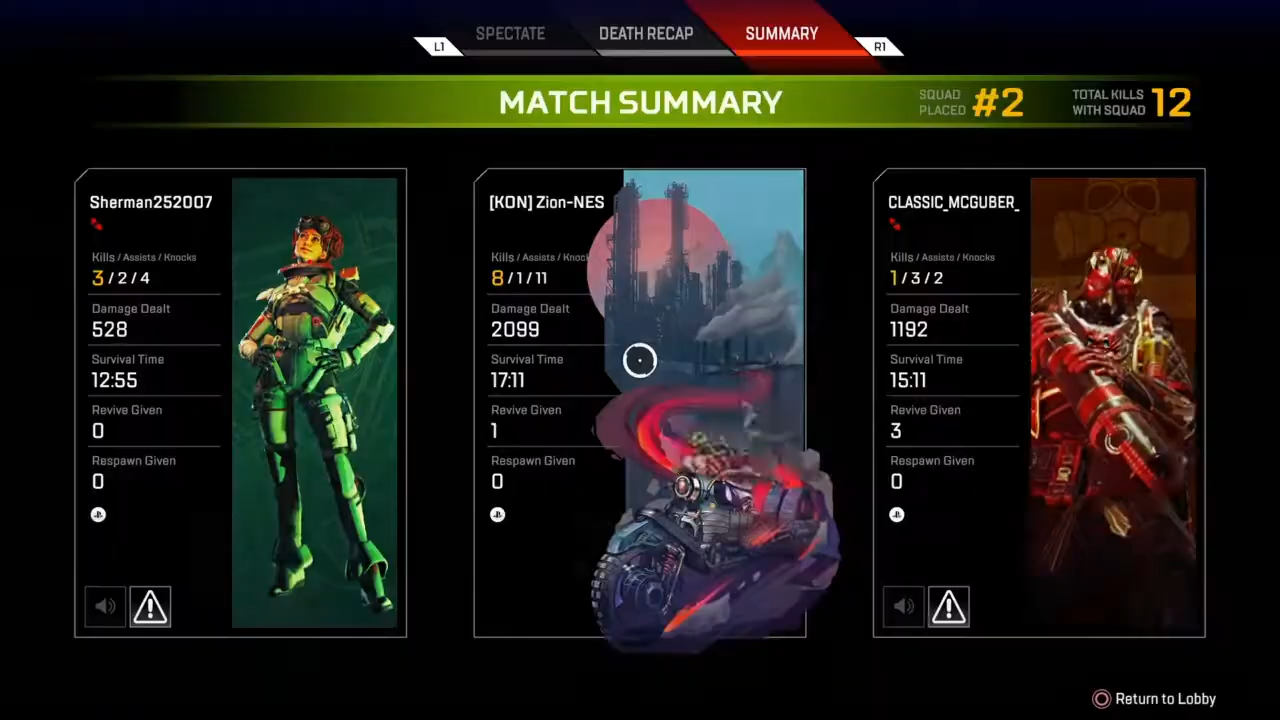 L1
SPECTATE
DEATH RECAP
SUMMARY
R1
MATCH SUMMARY
SQUAD PLACED #2
TOTAL KILLS WITH SQUAD 12
Sherman252007
Kills / Assists / Knocks
3 / 2 / 4
Damage Dealt
528
Survival Time
12:55
Revive Given
0
Respawn Given
0
[KON] Zion-NES
Kills / Assists / Knoc
8 / 1 / 11
Damage Dealt
2099
Survival Time
17:11
Revive Given
1
Respawn Given
0
CLASSIC_MCGUBER_
Kills / Assists / Knocks
1 / 3 / 2
Damage Dealt
1192
Survival Time
15:11
Revive Given
3
Respawn Given
0
Return to Lobby